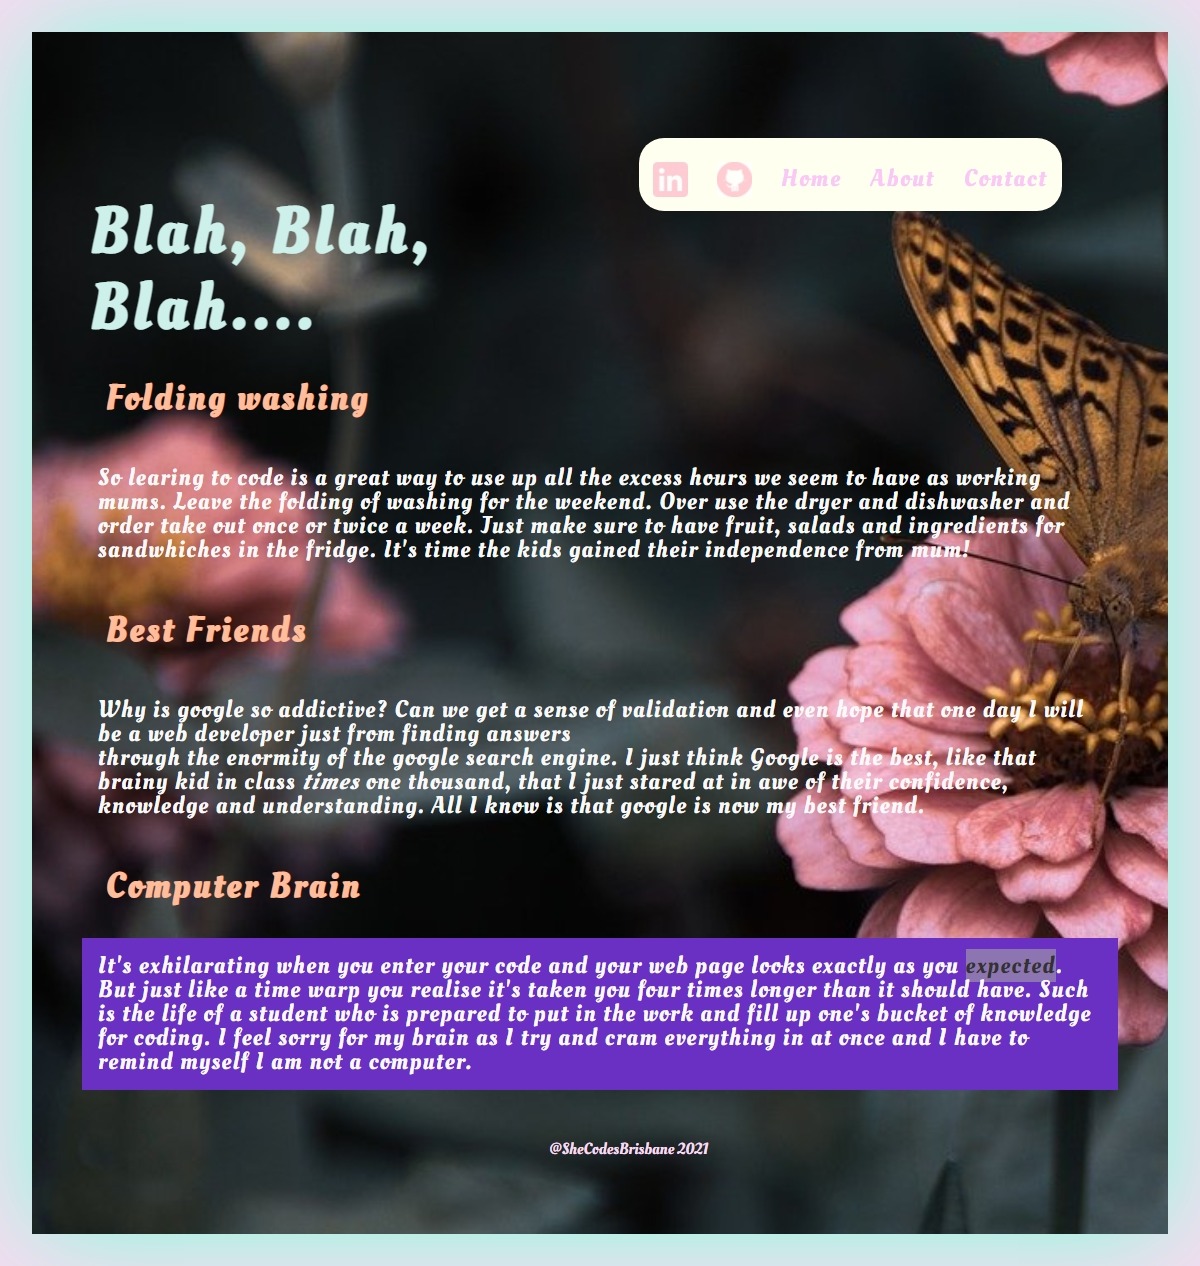 in Home About Contact
Blah, Blah,
Blah....
Folding washing
So learing to code is a great way to use up all the excess hours we seem to have as working
mums. Leave the folding of washing for the weekend. Over use the dryer and dishwasher and
order take out once or twice a week. Just make sure to have fruit, salads and ingredients for
sandwhiches in the fridge. It's time the kids gained their independence from mum!
Best Friends
Why is google so addictive? Can we get a sense of validation and even hope that one day I will
be a web developer just from finding answers
through the enormity of the google search engine. I just think Google is the best, like that
brainy kid in class times one thousand, that I just stared at in awe of their confidence,
knowledge and understanding. All I know is that google is now my best friend.
Computer Brain
It's exhilarating when you enter your code and your web page looks exactly as you expected.
But just like a time warp you realise it's taken you four times longer than it should have. Such
is the life of a student who is prepared to put in the work and fill up one's bucket of knowledge
for coding. I feel sorry for my brain as I try and cram everything in at once and I have to
remind myself I am not a computer.
@SheCodesBrisbane 2021